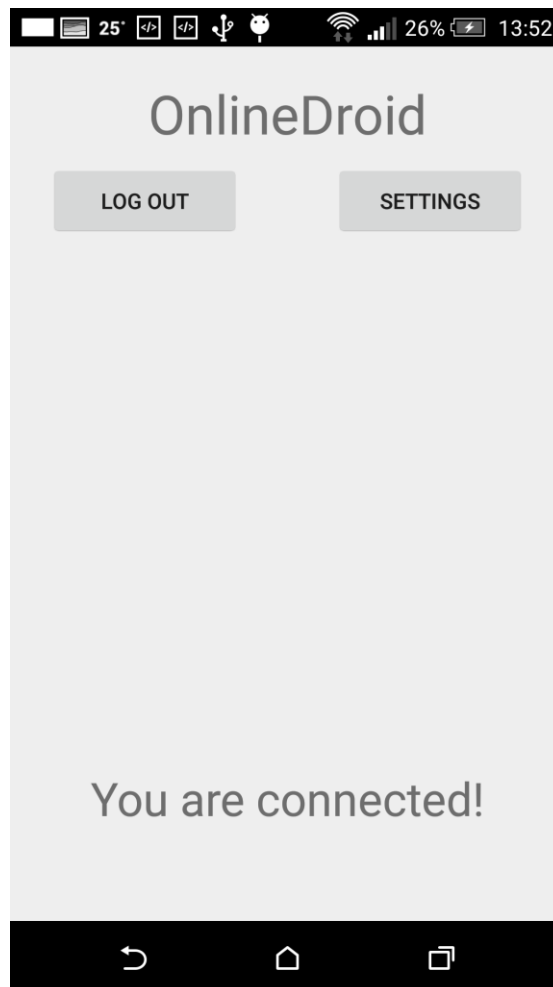 25° </> </> 26% 13:52
OnlineDroid
LOG OUT SETTINGS
You are connected!